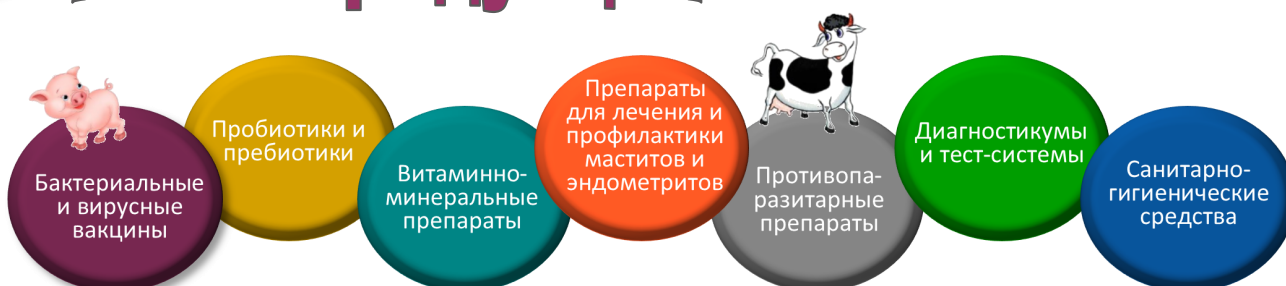 Бактериальные
и вирусные
вакцины
Пробиотики и
пребиотики
Витаминно-
минеральные
препараты
Препараты
для лечения и
профилактики
маститов и
эндометритов
Противопа-
разитарные
препараты
Диагностикумы
и тест-системы
Санитарно-
гигиенические
средства